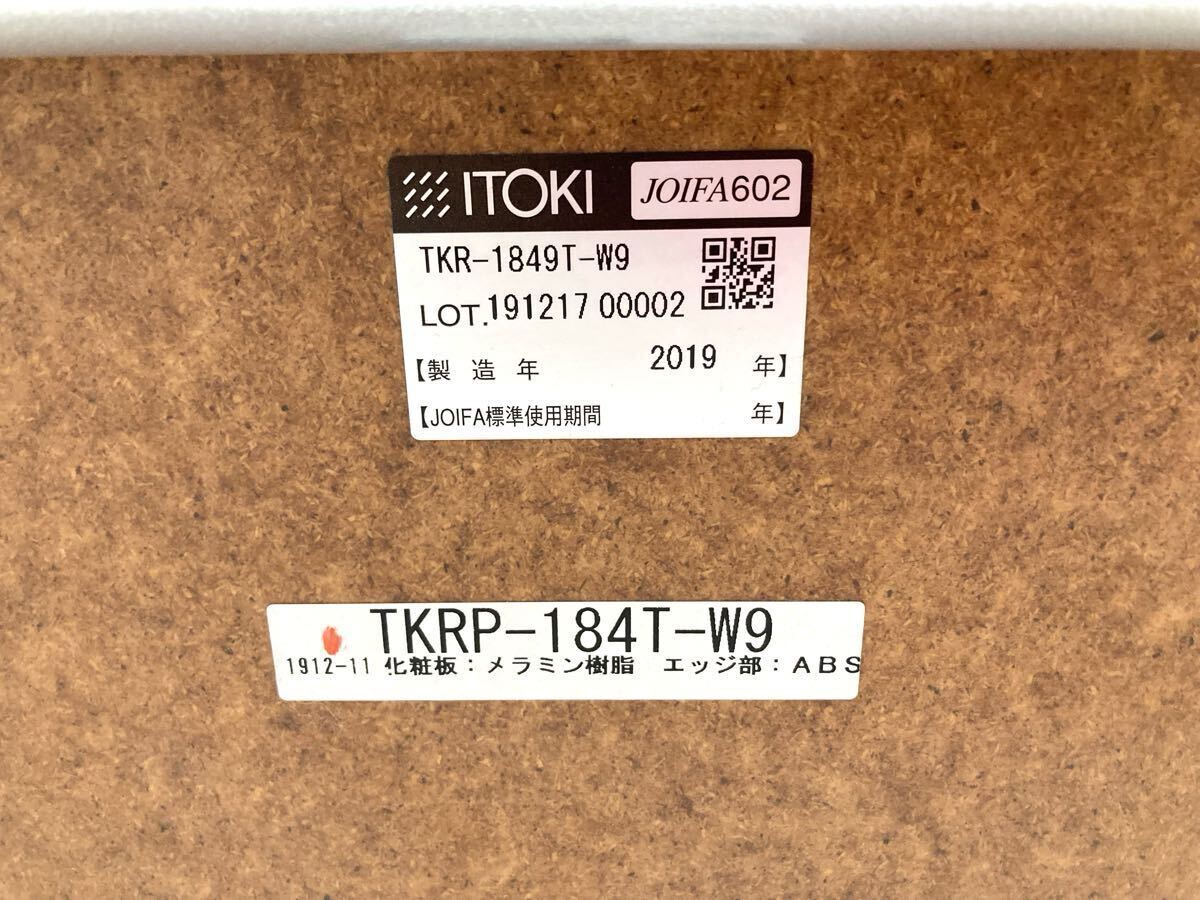 ITOKI JOIFA602
TKR-1849T-W9
LOT.191217 00002
【製造年 2019 年】
【JOIFA標準使用期間 年】
TKRP-184T-W9
1912-11 化粧板：メラミン樹脂 エッジ部：ABS